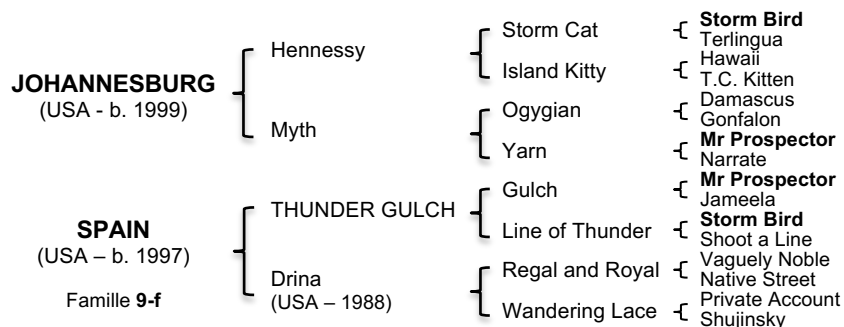 JOHANNESBURG
(USA - b. 1999)
Hennessy
Storm Cat
Storm Bird
Terlingua
Island Kitty
Hawaii
T.C. Kitten
Myth
Ogygian
Damascus
Gonfalon
Yarn
Mr Prospector
Narrate
SPAIN
(USA – b. 1997)
Famille 9-f
THUNDER GULCH
Gulch
Mr Prospector
Jameela
Line of Thunder
Storm Bird
Shoot a Line
Drina
(USA – 1988)
Regal and Royal
Vaguely Noble
Native Street
Wandering Lace
Private Account
Shujinsky